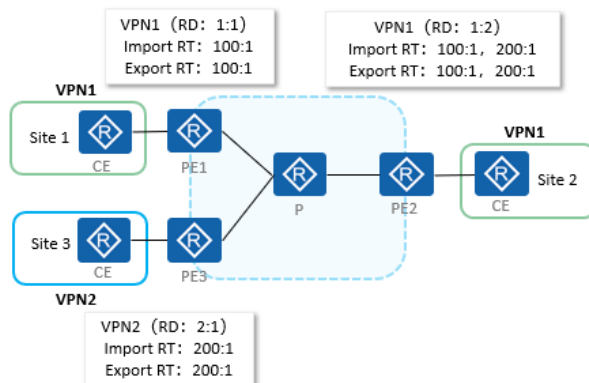 VPN1 (RD: 1:1)
Import RT: 100:1
Export RT: 100:1
VPN1 (RD: 1:2)
Import RT: 100:1, 200:1
Export RT: 100:1, 200:1
VPN1
Site 1
R
CE
R
PE1
R
P
R
PE2
VPN1
R
CE
Site 2
Site 3
R
CE
R
PE3
VPN2
VPN2 (RD: 2:1)
Import RT: 200:1
Export RT: 200:1